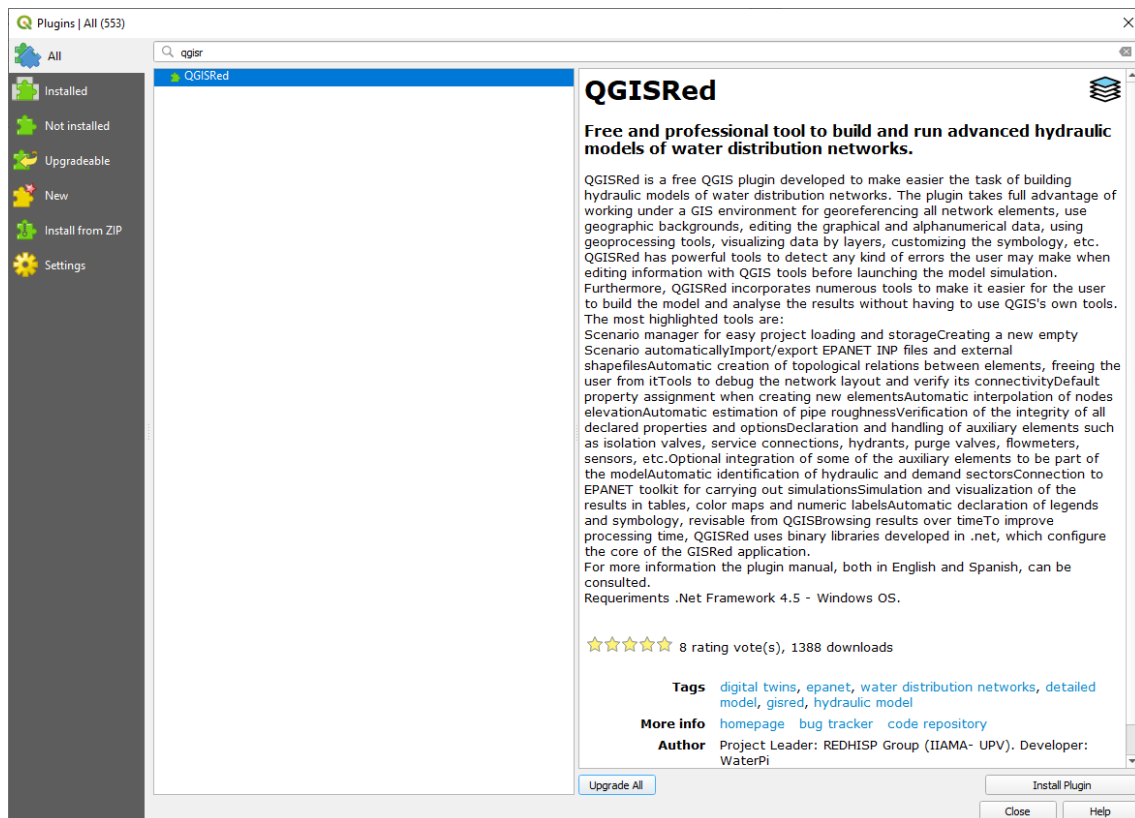 Plugins | All (553)
All
Installed
Not installed
Upgradeable
New
Install from ZIP
Settings
qgisr
QGISRed
QGISRed
Free and professional tool to build and run advanced hydraulic
models of water distribution networks.
QGISRed is a free QGIS plugin developed to make easier the task of building
hydraulic models of water distribution networks. The plugin takes full advantage of
working under a GIS environment for georeferencing all network elements, use
geographic backgrounds, editing the graphical and alphanumerical data, using
geoprocessing tools, visualizing data by layers, customizing the symbology, etc.
QGISRed has powerful tools to detect any kind of errors the user may make when
editing information with QGIS tools before launching the model simulation.
Furthermore, QGISRed incorporates numerous tools to make it easier for the user
to build the model and analyse the results without having to use QGIS's own tools.
The most highlighted tools are:
Scenario manager for easy project loading and storageCreating a new empty
Scenario automaticallyImport/export EPANET INP files and external
shapefilesAutomatic creation of topological relations between elements, freeing the
user from itTools to debug the network layout and verify its connectivityDefault
property assignment when creating new elementsAutomatic interpolation of nodes
elevationAutomatic estimation of pipe roughnessVerification of the integrity of all
declared properties and optionsDeclaration and handling of auxiliary elements such
as isolation valves, service connections, hydrants, purge valves, flowmeters,
sensors, etc.Optional integration of some of the auxiliary elements to be part of
the modelAutomatic identification of hydraulic and demand sectorsConnection to
EPANET toolkit for carrying out simulationsSimulation and visualization of the
results in tables, color maps and numeric labelsAutomatic declaration of legends
and symbology, revisable from QGISBrowsing results over timeTo improve
processing time, QGISRed uses binary libraries developed in .net, which configure
the core of the GISRed application.
For more information the plugin manual, both in English and Spanish, can be
consulted.
Requeriments .Net Framework 4.5 - Windows OS.
8 rating vote(s), 1388 downloads
Tags digital twins, epanet, water distribution networks, detailed
model, gisred, hydraulic model
More info homepage bug tracker code repository
Author Project Leader: REDHISP Group (IIAMA- UPV). Developer:
WaterPi
Upgrade All
Install Plugin
Close
Help